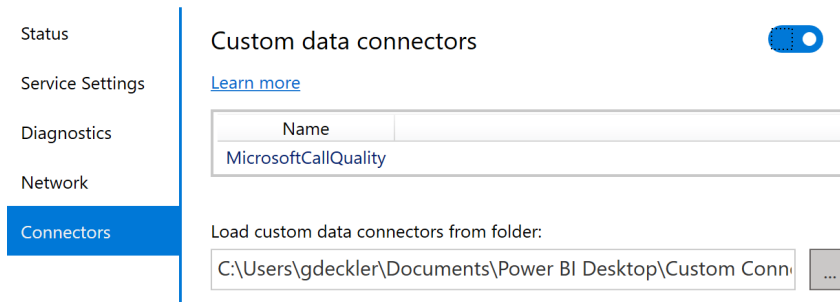 Status
Service Settings
Diagnostics
Network
Connectors
Custom data connectors
Learn more
Name
MicrosoftCallQuality
Load custom data connectors from folder:
C:\Users\gdeckler\Documents\Power BI Desktop\Custom Conn
...